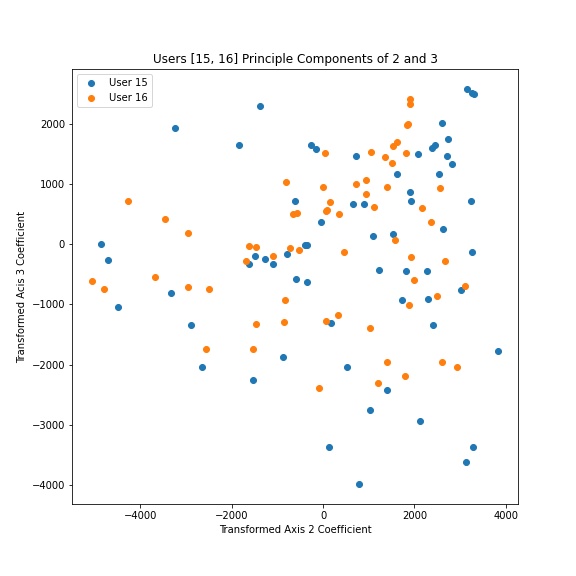 Users [15, 16] Principle Components of 2 and 3
User 15
User 16
Transformed Acis 3 Coefficient
2000
1000
0
−1000
−2000
−3000
−4000
−4000 −2000 0 2000 4000
Transformed Axis 2 Coefficient